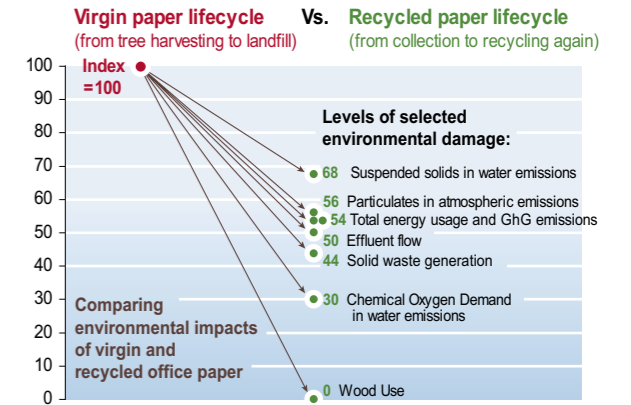 Virgin paper lifecycle Vs. Recycled paper lifecycle
(from tree harvesting to landfill) (from collection to recycling again)
Index
=100
100
90
80
70
60
50
40
30
20
10
0
Levels of selected
environmental damage:
68 Suspended solids in water emissions
56 Particulates in atmospheric emissions
54 Total energy usage and GhG emissions
50 Effluent flow
44 Solid waste generation
30 Chemical Oxygen Demand
in water emissions
0 Wood Use
Comparing
environmental impacts
of virgin and
recycled office paper